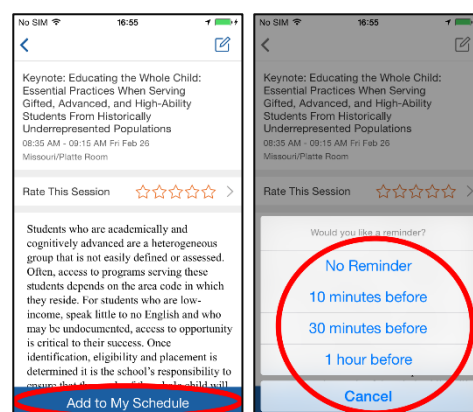 No SIM 16:55
Keynote: Educating the Whole Child:
Essential Practices When Serving
Gifted, Advanced, and High-Ability
Students From Historically
Underrepresented Populations
08:35 AM - 09:15 AM Fri Feb 26
Missouri/Platte Room
Rate This Session
Students who are academically and
cognitively advanced are a heterogeneous
group that is not easily defined or assessed.
Often, access to programs serving these
students depends on the area code in which
they reside. For students who are low-
income, speak little to no English and who
may be undocumented, access to opportunity
is critical to their success. Once
identification, eligibility and placement is
determined it is the school's responsibility to
Add to My Schedule
No SIM 16:55
Keynote: Educating the Whole Child:
Essential Practices When Serving
Gifted, Advanced, and High-Ability
Students From Historically
Underrepresented Populations
08:35 AM - 09:15 AM Fri Feb 26
Missouri/Platte Room
Rate This Session
Would you like a reminder?
No Reminder
10 minutes before
30 minutes before
1 hour before
Cancel